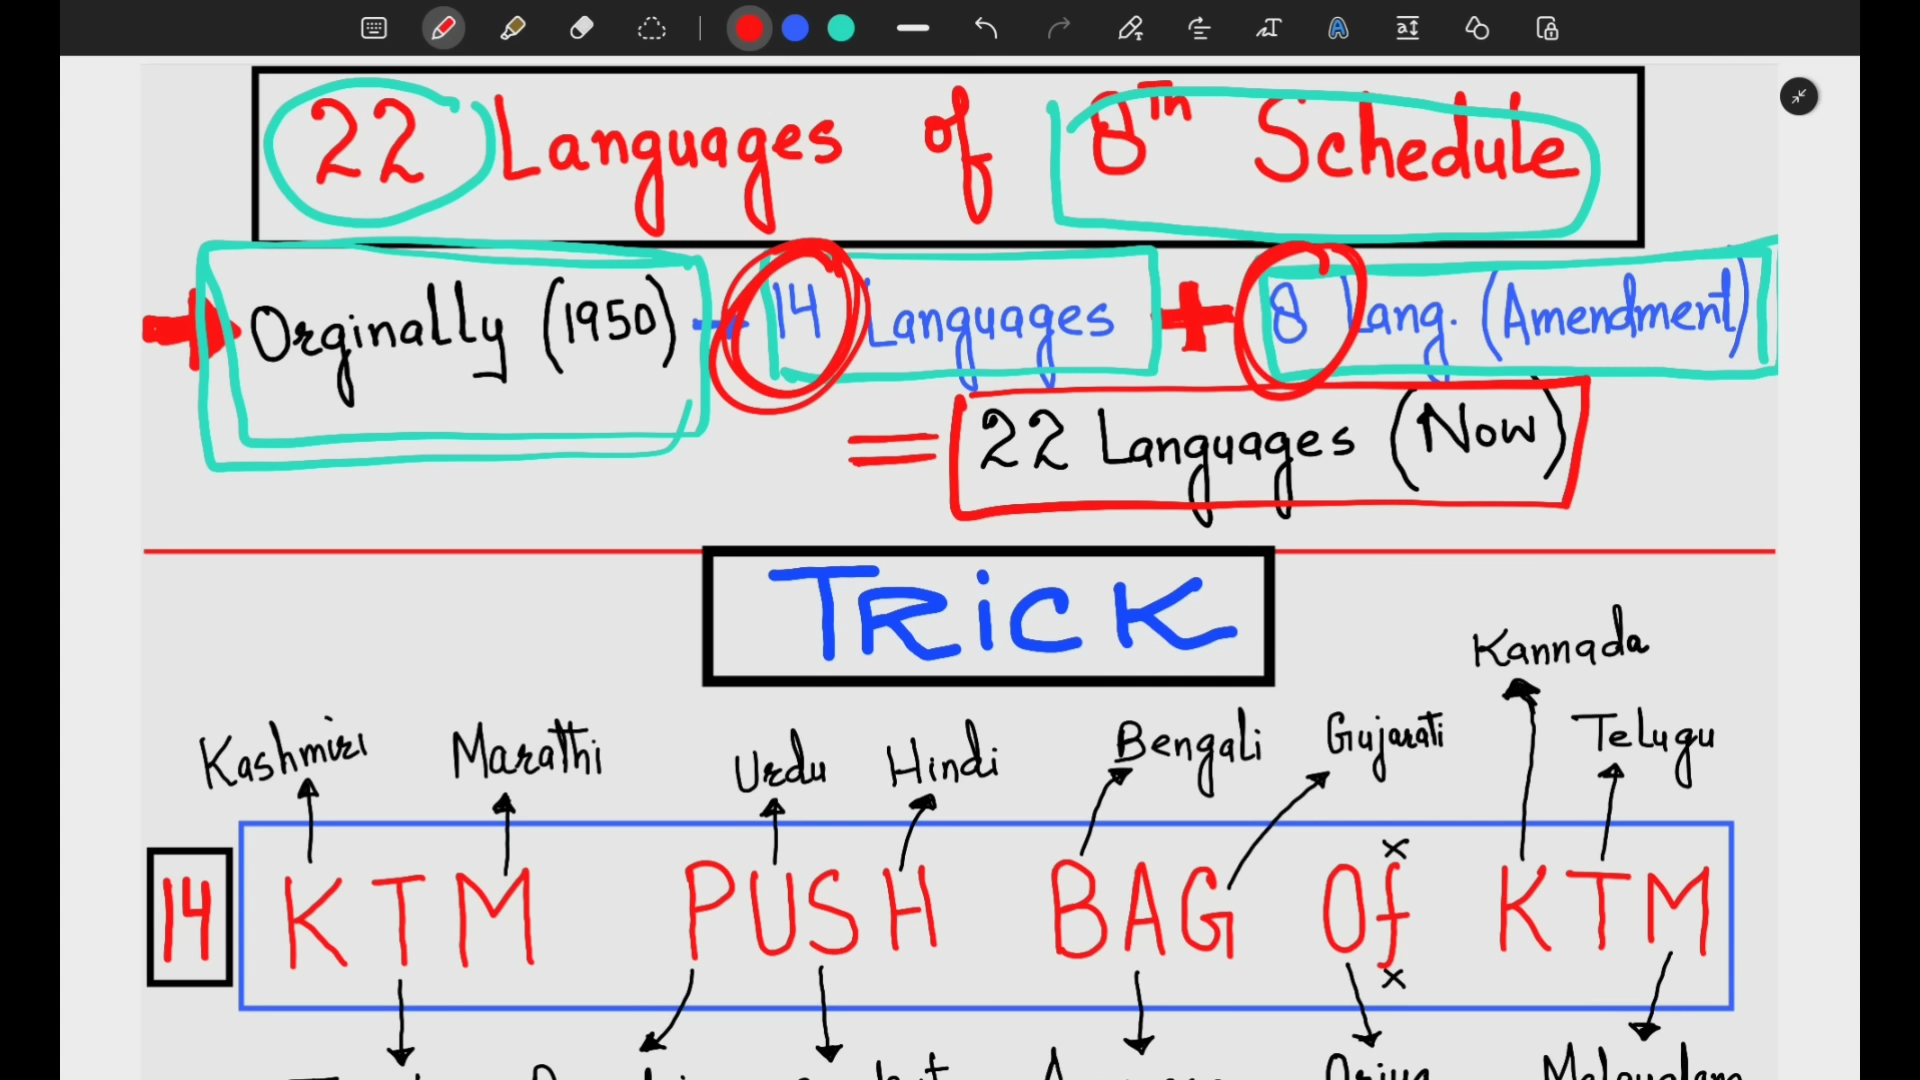 22 Languages of 8th Schedule
Orginally (1950) - 14 Languages + 8 Lang. (Amendment)
= 22 Languages (Now)
TRiCK
Kannada
Kashmiri Marathi Urdu Hindi Bengali Gujarati Telugu
14 KTM PUSH BAG Of KTM
Malayalam